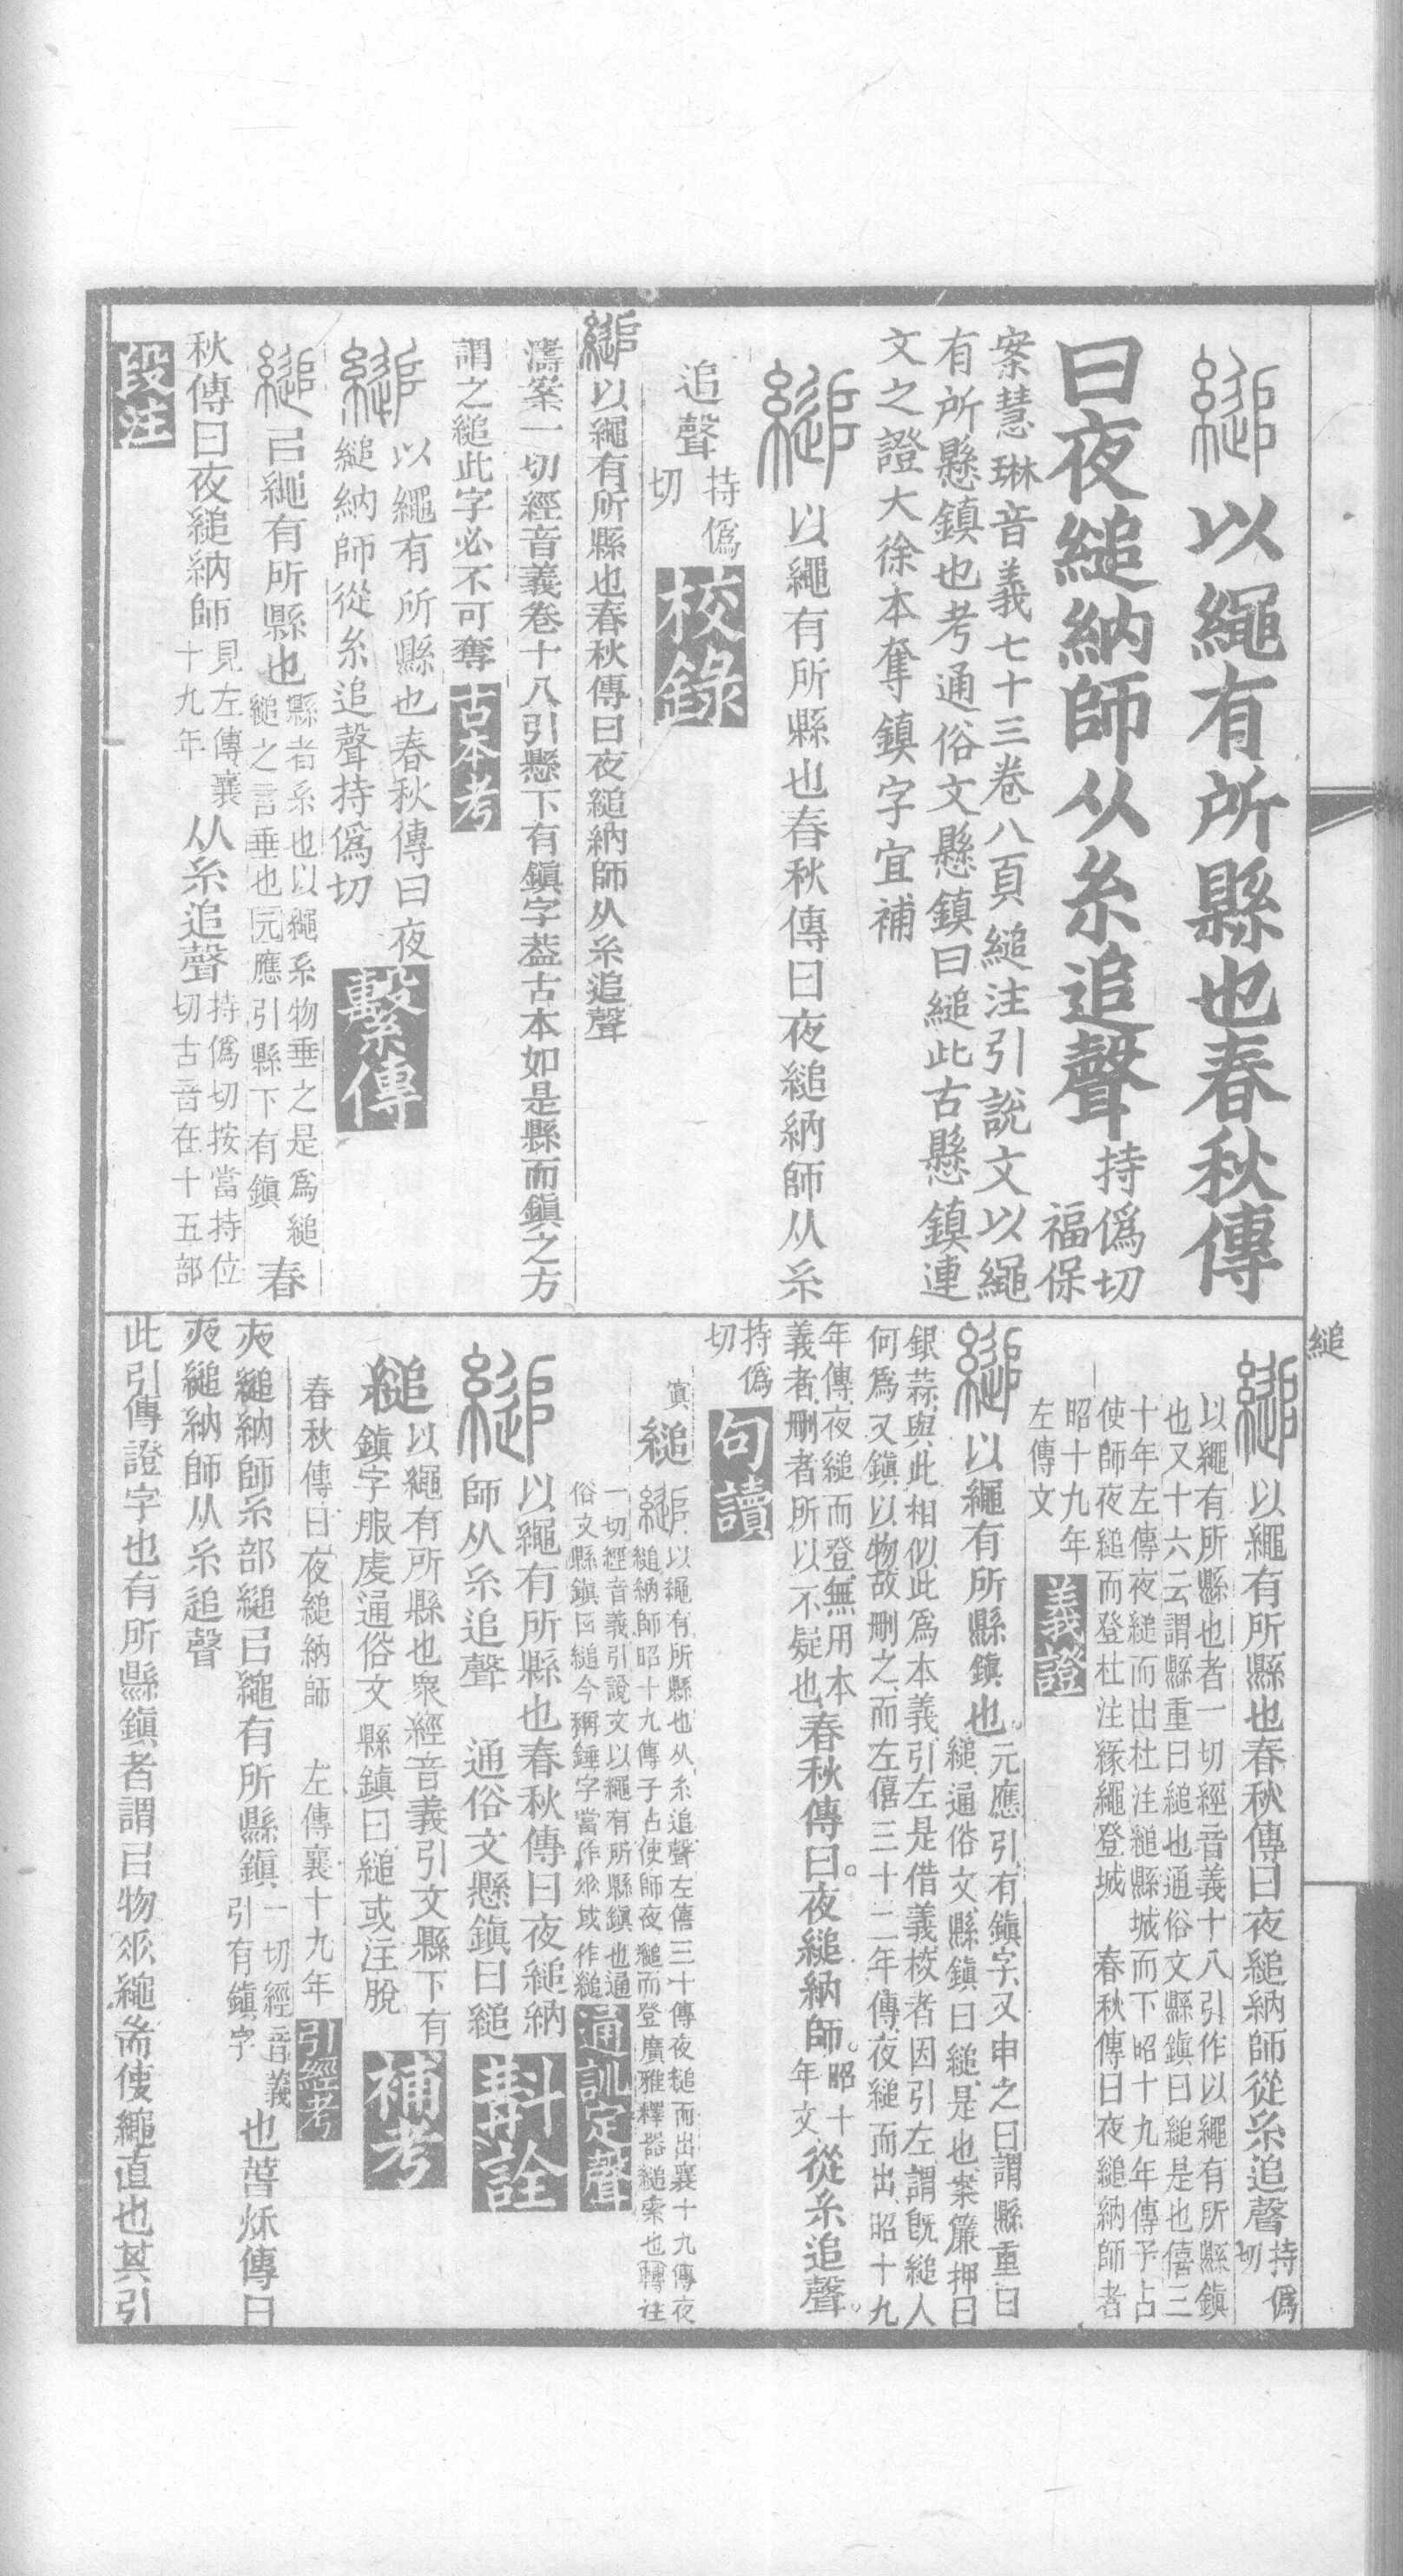 縋以繩有所縣也春秋傳
曰夜縋納師从糸追聲持僞切福保
案慧琳音義七十三卷八頁縋注引說文以繩
有所懸鎮也考通俗文懸鎮曰縋此古懸鎮連
文之證大徐本奪鎮字宜補
縋以繩有所縣也春秋傳曰夜縋納師从糸
追聲持僞切校錄
縋以繩有所縣也春秋傳曰夜縋納師从糸追聲
濤案一切經音義卷十八引懸下有鎮字葢古本如是縣而鎮之方
謂之縋此字必不可奪古本考
縋以繩有所縣也春秋傳曰夜
縋納師從糸追聲持僞切繫傳
縋㠯繩有所縣也縣者系也以繩系物垂之是爲縋縋之言垂也元應引縣下有鎮春
秋傳曰夜縋納師見左傳襄十九年从糸追聲持僞切按當持位切古音在十五部
段注
縋
縋以繩有所縣也春秋傳曰夜縋納師從糸追聲持僞切
以繩有所縣也者一切經音義十八引作以繩有所縣鎮
也又十六云謂縣重曰縋也通俗文縣鎮曰縋是也僖三
十年左傳夜縋而出杜注縋縣城而下昭十九年傳子占
使師夜縋而登杜注緣繩登城 春秋傳曰夜縋納師者
昭十九年
左傳文義證
縋以繩有所縣鎮也元應引有鎮字又申之曰謂縣重曰縋通俗文縣鎮曰縋是也案簾押曰
銀蒜與此相似此爲本義引左是借義校者因引左謂旣縋人
何爲又鎮以物故刪之而左僖三十二年傳夜縋而出昭十九
年傳夜縋而登無用本義者刪者所以不疑也春秋傳曰。夜縋納師。昭十年文從糸追聲。
持僞切句讀
縋縋以繩有所縣也从糸追聲左僖三十傳夜縋而出襄十九傳夜
縋納師昭十九傳子占使師夜縋而登廣雅釋器縋索也轉注
一切經音義引說文以繩有所縣鎮也通
俗文縣鎮曰縋今稱錘字當作𠂹或作縋通訓定聲
縋以繩有所縣也春秋傳曰夜縋納
師从糸追聲 通俗文懸鎮曰縋斠詮
縋以繩有所縣也衆經音義引文縣下有
鎮字服虔通俗文縣鎮曰縋或注脫補考
春秋傳曰夜縋納師 左傳襄十九年引經考
夾縋納師糸部縋㠯繩有所縣鎮一切經音義引有鎮字也萅秌傳曰
夾縋納師从糸追聲
此引傳證字也有所縣鎮者謂㠯物𠂹繩耑使繩直也其引